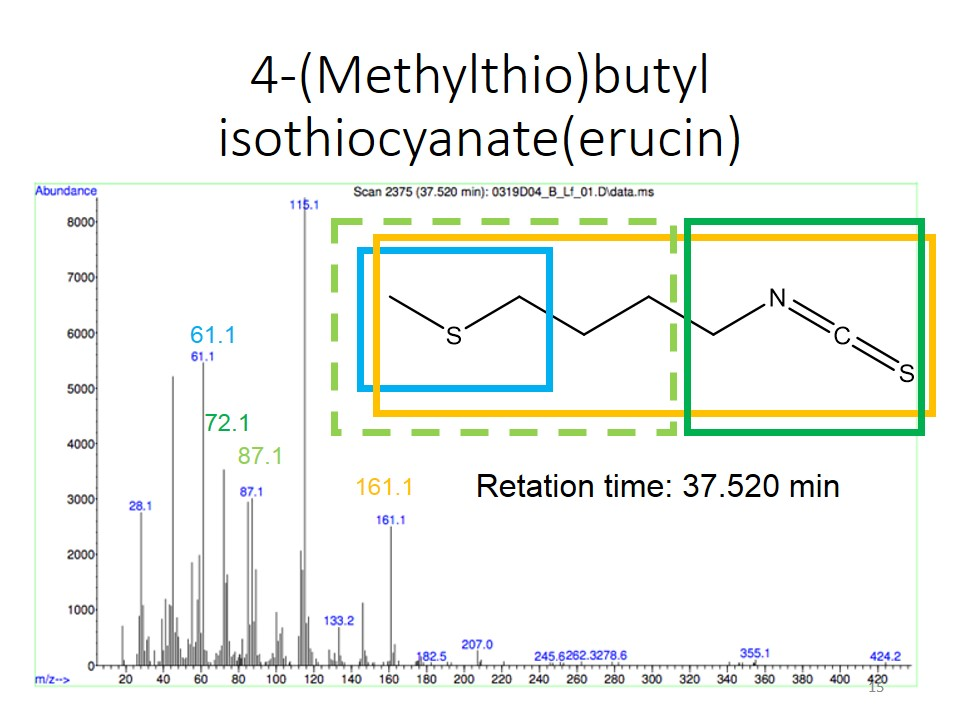 4-(Methylthio)butyl
isothiocyanate(erucin)
Abundance
Scan 2375 (37.520 min): 0319D04_B_Lf_01.D\data.ms
115.1
8000
7000
6000
5000
4000
3000
2000
1000
0
61.1
61.1
72.1
87.1
87.1
28.1
161.1
161.1
133.2
182.5
207.0
245.6
262.3
278.6
355.1
424.2
S
N
C
S
Retation time: 37.520 min
m/z-->
20 40 60 80 100 120 140 160 180 200 220 240 260 280 300 320 340 360 380 400 420
15